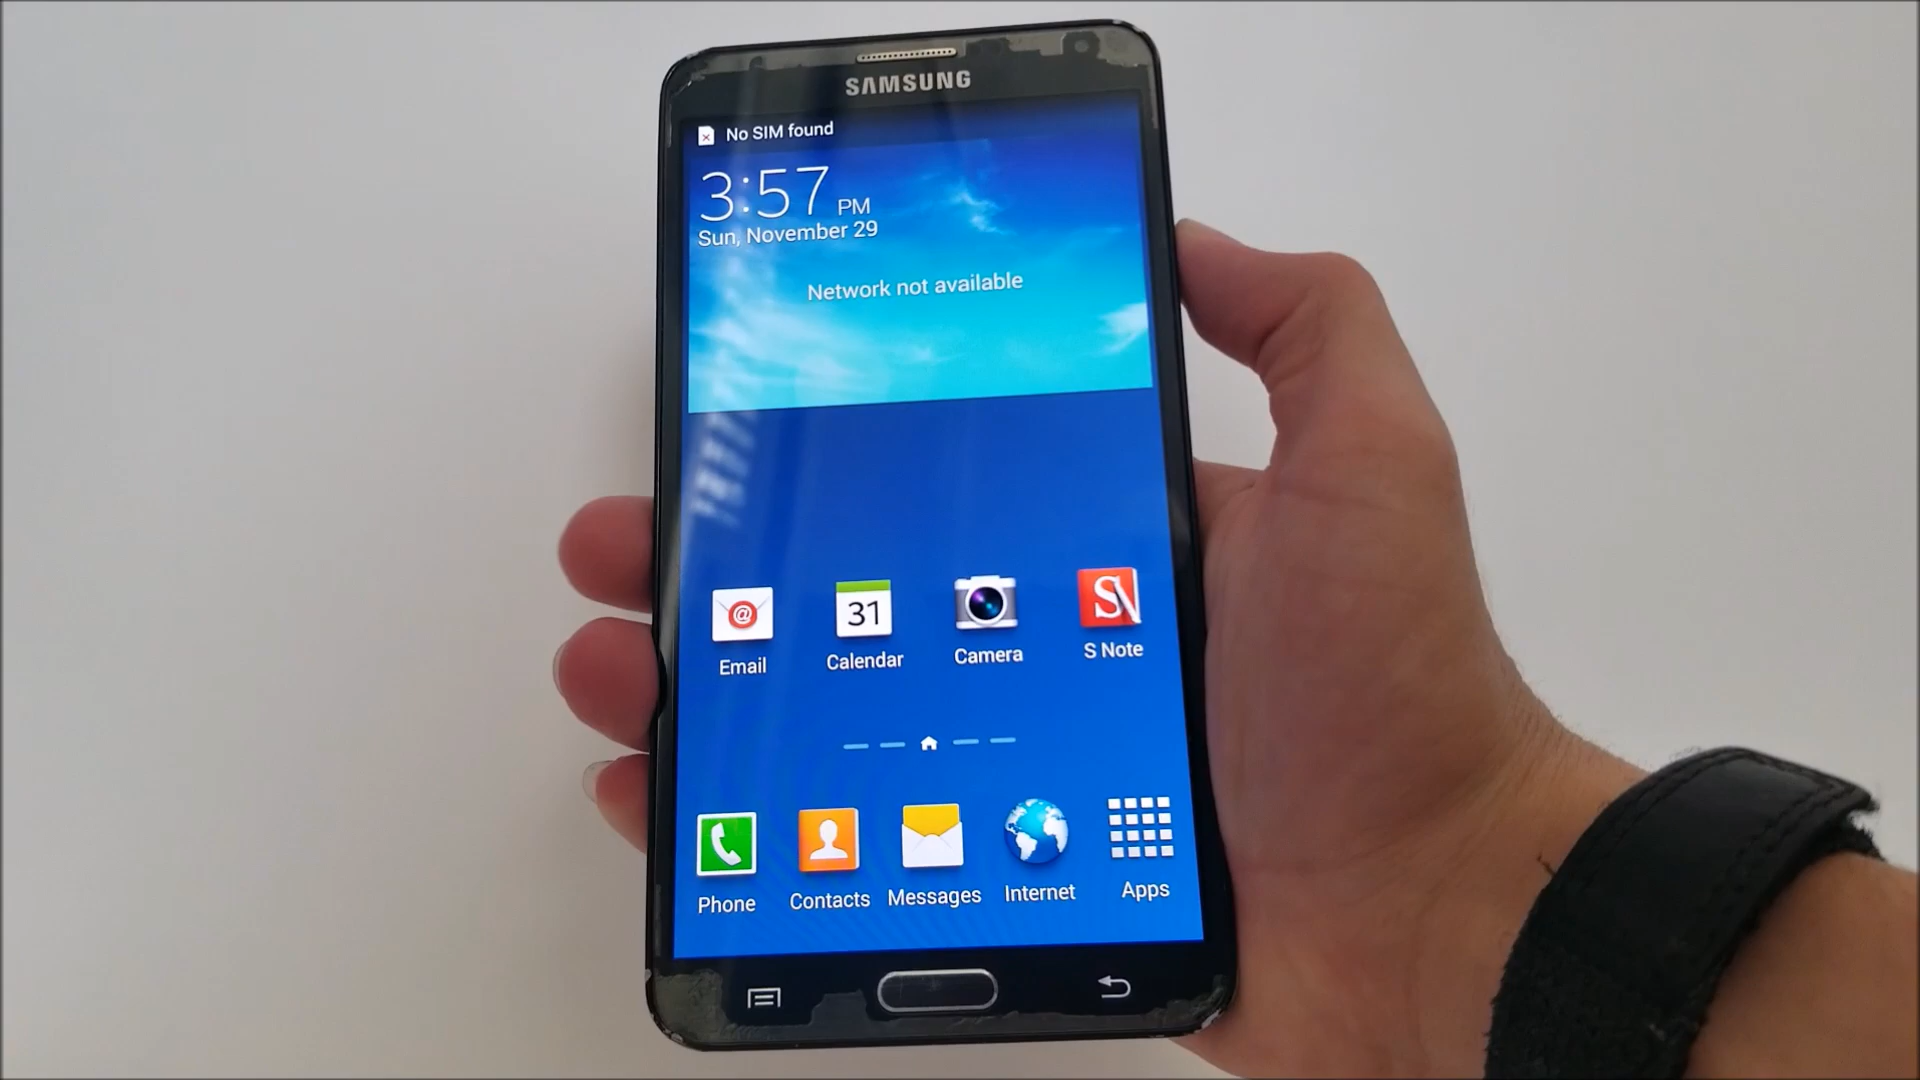 SAMSUNG
No SIM found
3:57 PM
Sun, November 29
Network not available
@
31
S
Email
Calendar
Camera
S Note
Phone
Contacts
Messages
Internet
Apps